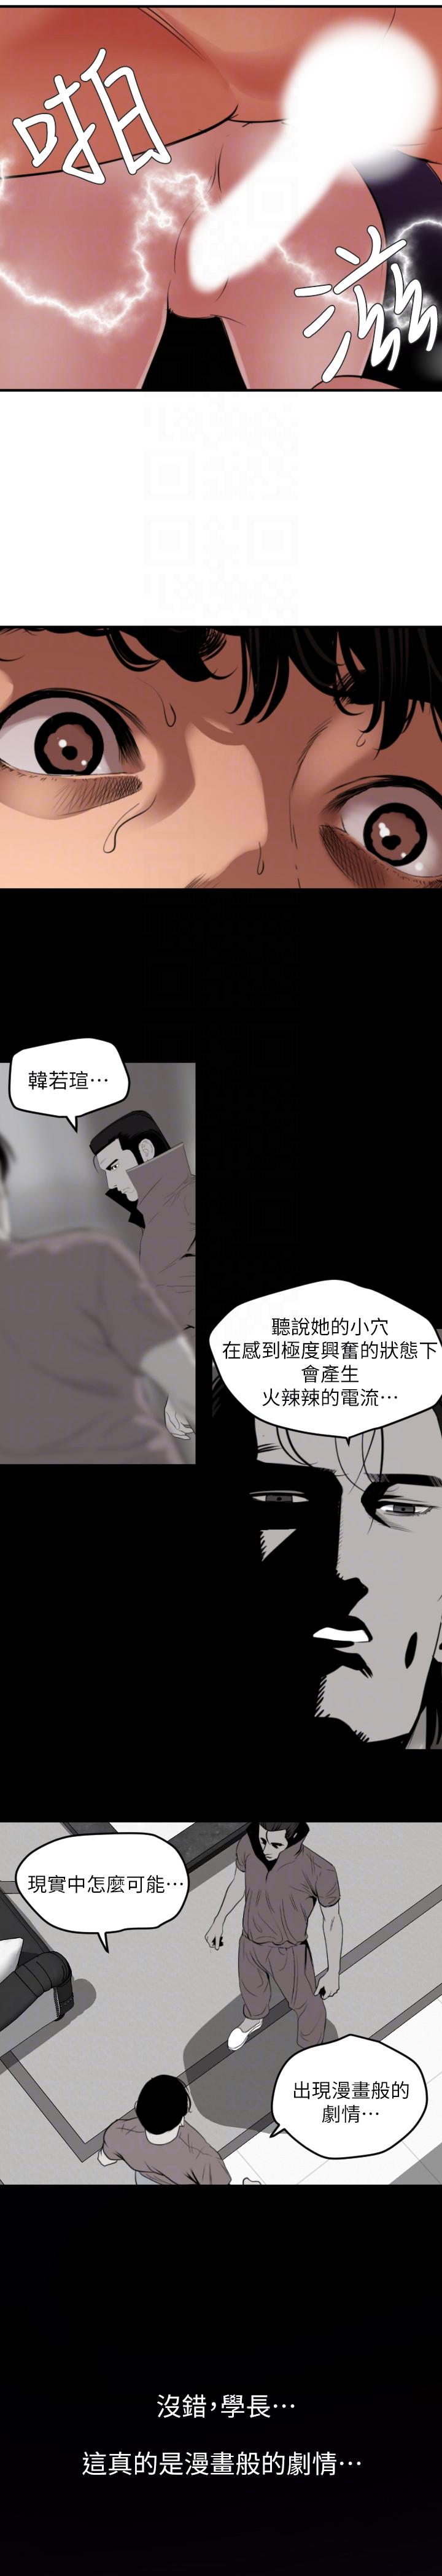 啪
滋
韓若瑄…
聽說她的小穴
在感到極度興奮的狀態下
會產生
火辣辣的電流…
現實中怎麼可能…
出現漫畫般的
劇情…
沒錯,學長…
這真的是漫畫般的劇情…